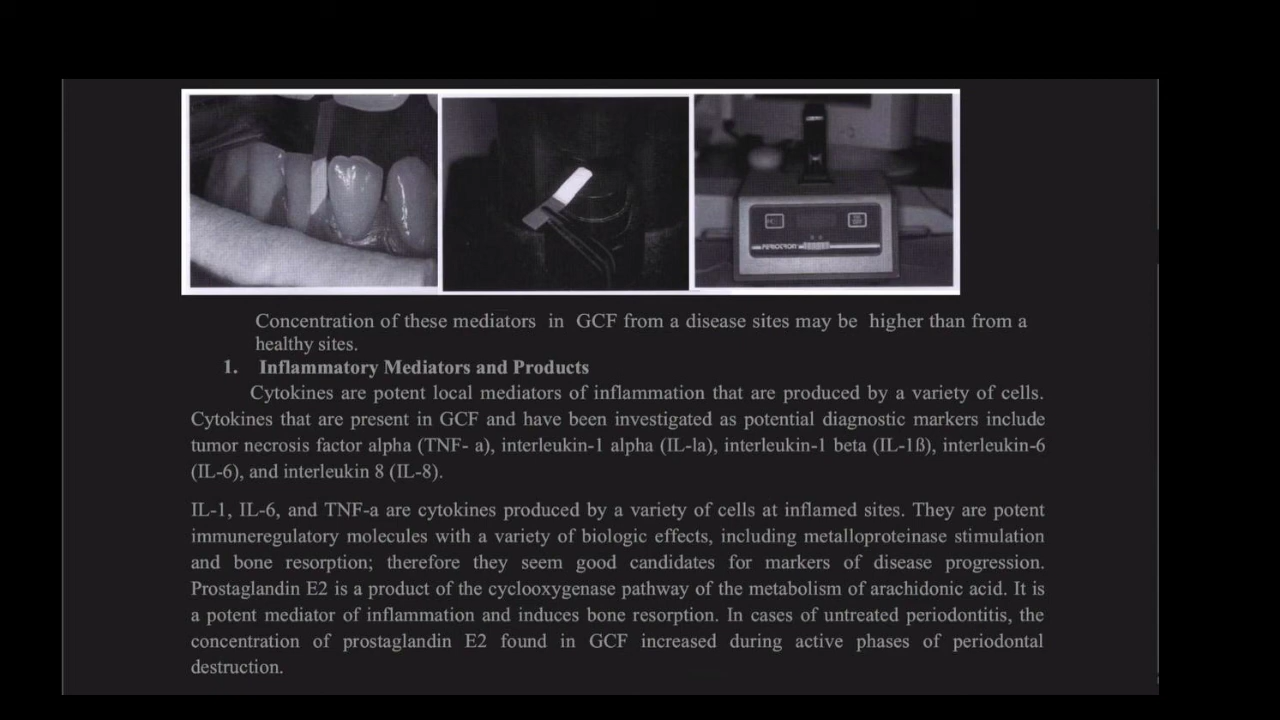 PERIOTRON
Concentration of these mediators in GCF from a disease sites may be higher than from a
healthy sites.
1. Inflammatory Mediators and Products
Cytokines are potent local mediators of inflammation that are produced by a variety of cells.
Cytokines that are present in GCF and have been investigated as potential diagnostic markers include
tumor necrosis factor alpha (TNF- a), interleukin-1 alpha (IL-la), interleukin-1 beta (IL-1ß), interleukin-6
(IL-6), and interleukin 8 (IL-8).
IL-1, IL-6, and TNF-a are cytokines produced by a variety of cells at inflamed sites. They are potent
immuneregulatory molecules with a variety of biologic effects, including metalloproteinase stimulation
and bone resorption; therefore they seem good candidates for markers of disease progression.
Prostaglandin E2 is a product of the cyclooxygenase pathway of the metabolism of arachidonic acid. It is
a potent mediator of inflammation and induces bone resorption. In cases of untreated periodontitis, the
concentration of prostaglandin E2 found in GCF increased during active phases of periodontal
destruction.